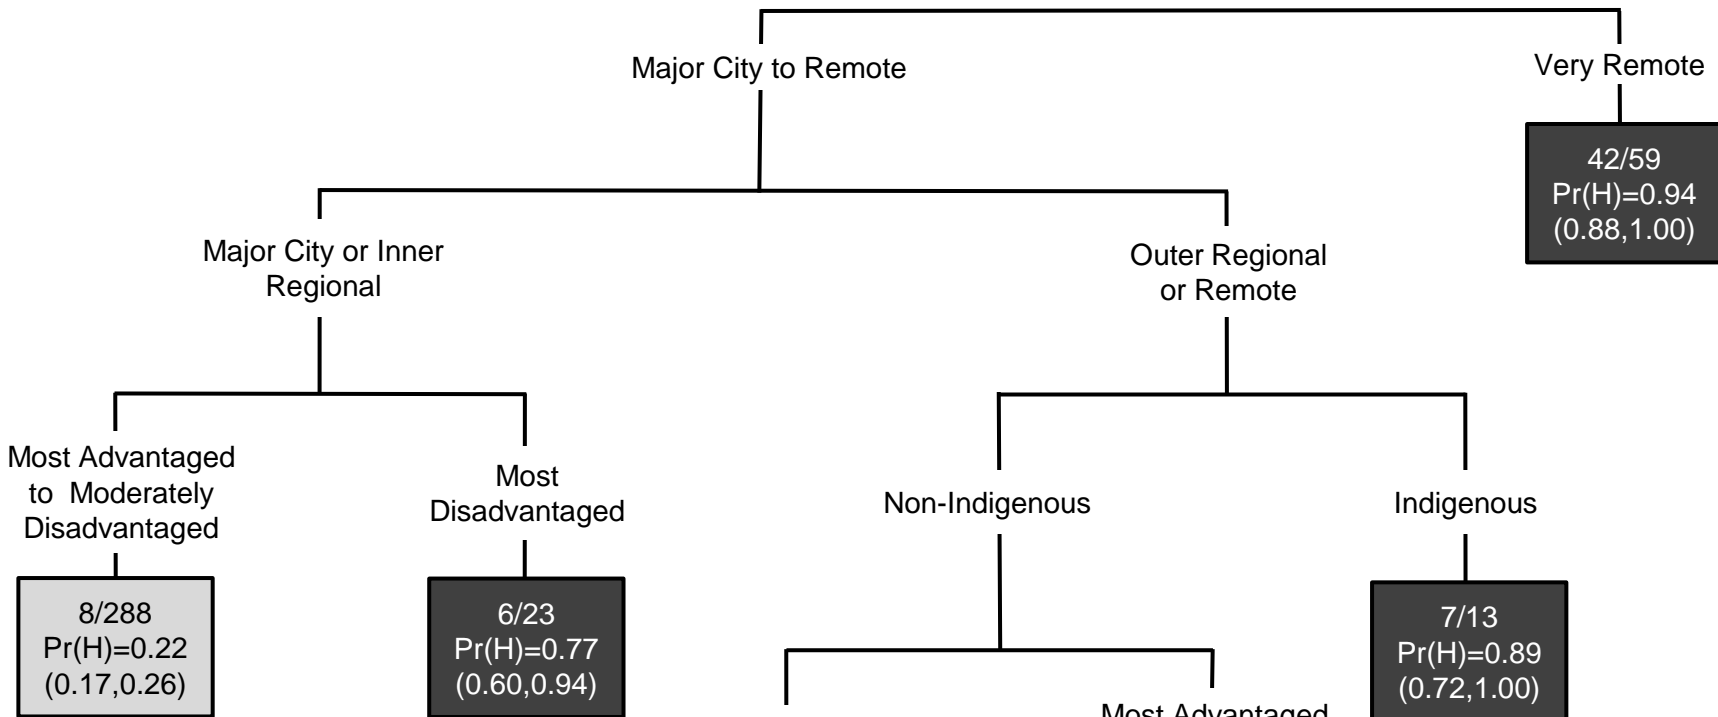 Major City to Remote
Very Remote
42/59
Pr(H)=0.94
(0.88,1.00)
Major City or Inner
Regional
Outer Regional
or Remote
Most Advantaged
to Moderately
Disadvantaged
Most
Disadvantaged
Non-Indigenous
Indigenous
8/288
Pr(H)=0.22
(0.17,0.26)
6/23
Pr(H)=0.77
(0.60,0.94)
7/13
Pr(H)=0.89
(0.72,1.00)
Most Advantaged